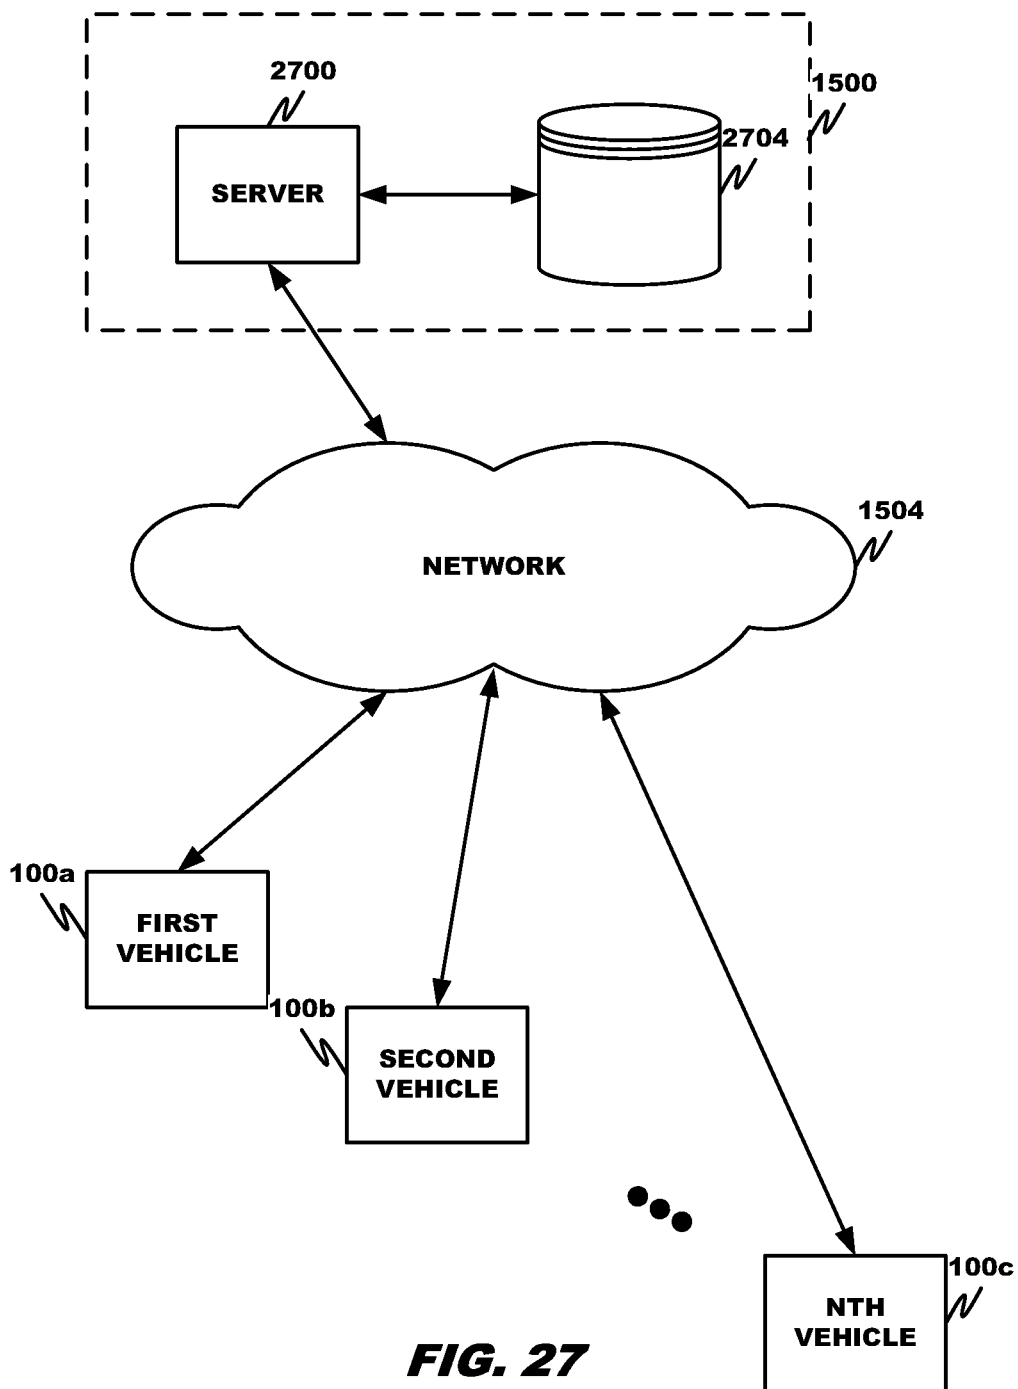 2700
1500
2704
SERVER
1504
NETWORK
100a
FIRST
VEHICLE
100b
SECOND
VEHICLE
100c
NTH
VEHICLE
FIG. 27